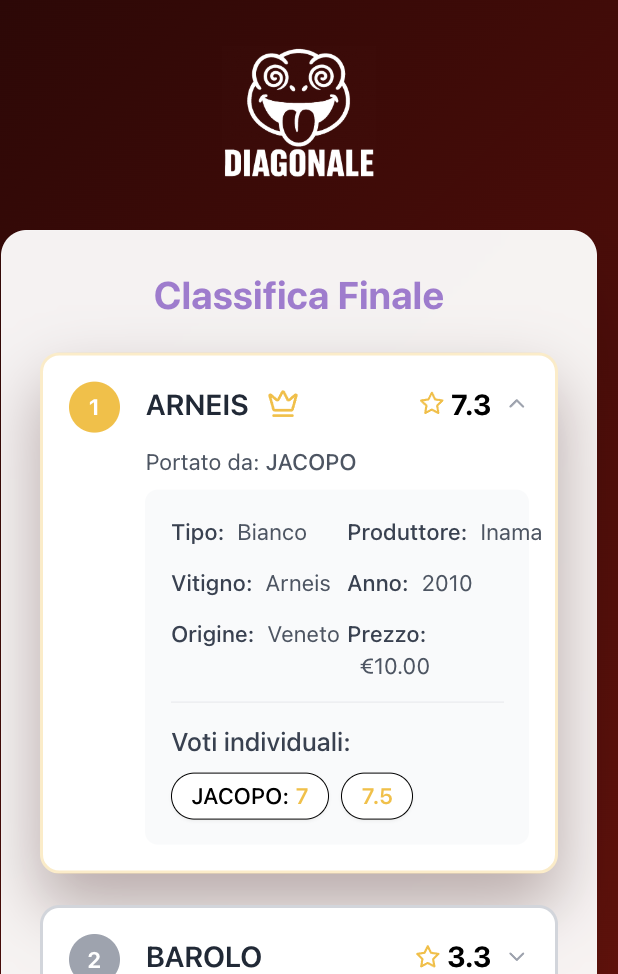 DIAGONALE
Classifica Finale
1 ARNEIS 7.3
Portato da: JACOPO
Tipo: Bianco Produttore: Inama
Vitigno: Arneis Anno: 2010
Origine: Veneto Prezzo:
€10.00
Voti individuali:
JACOPO: 7 7.5
2 BAROLO 3.3